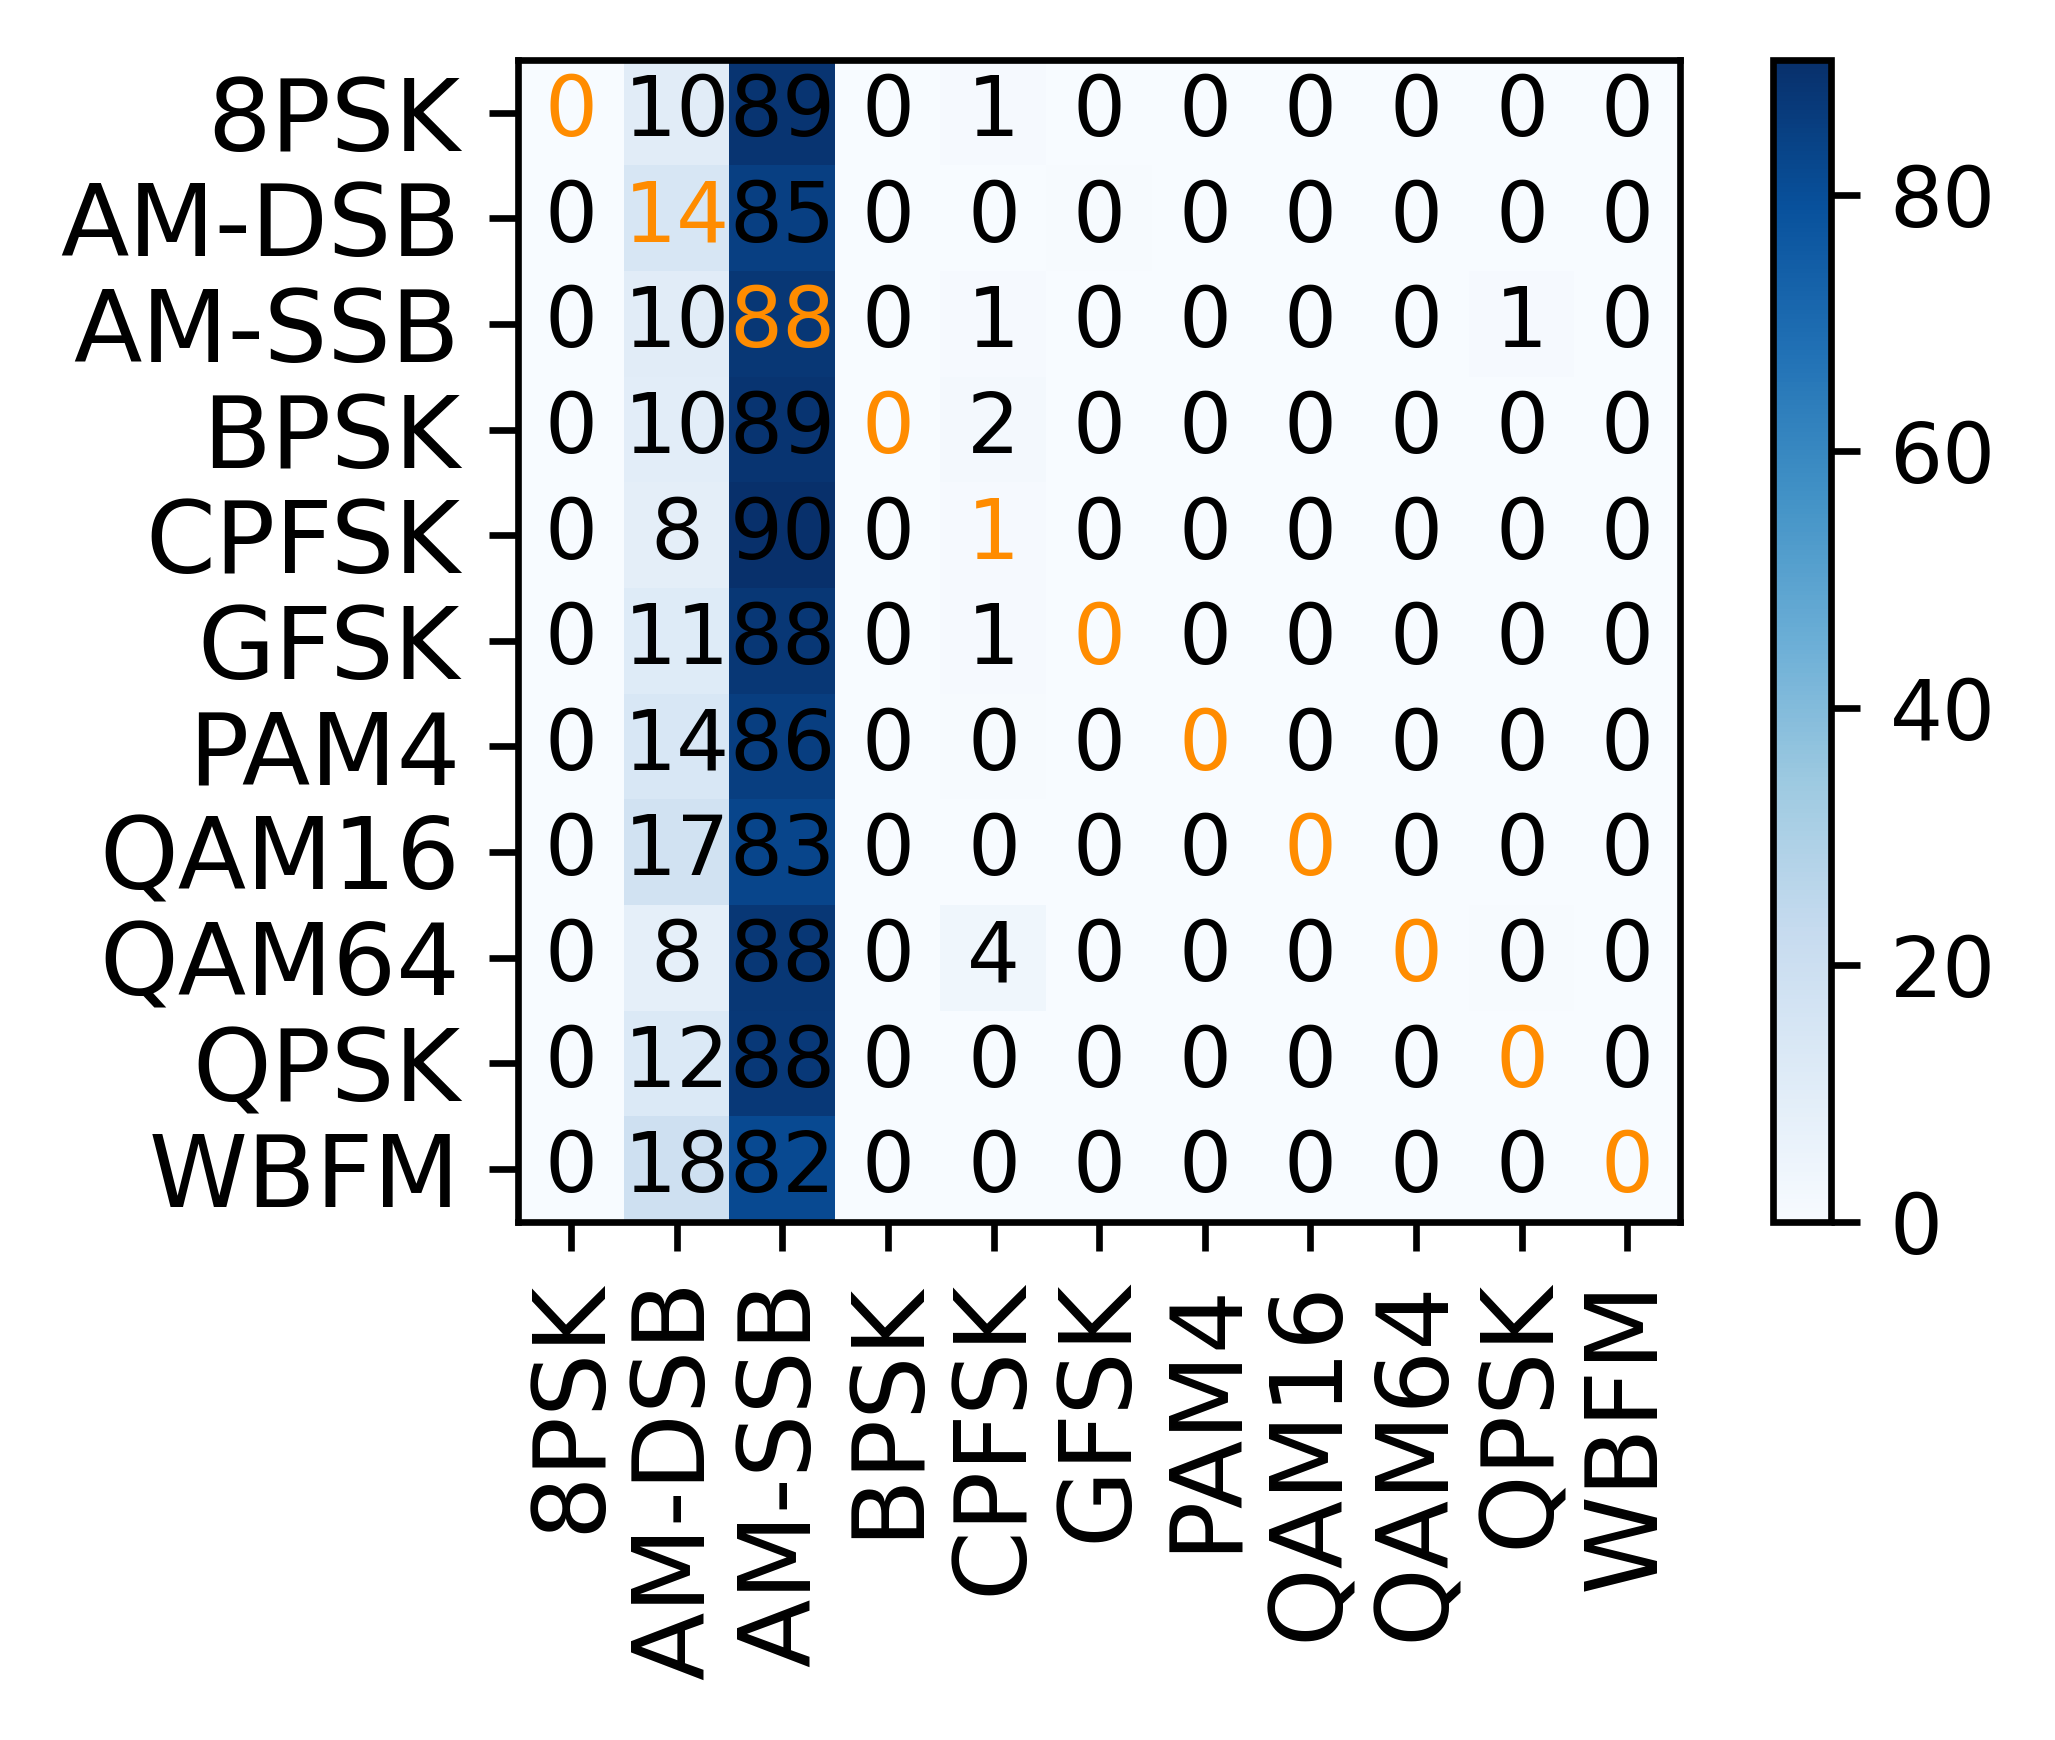 8PSK 0 10 89 0 1 0 0 0 0 0 0
AM-DSB 0 14 85 0 0 0 0 0 0 0 0
AM-SSB 0 10 88 0 1 0 0 0 0 1 0
BPSK 0 10 89 0 2 0 0 0 0 0 0
CPFSK 0 8 90 0 1 0 0 0 0 0 0
GFSK 0 11 88 0 1 0 0 0 0 0 0
PAM4 0 14 86 0 0 0 0 0 0 0 0
QAM16 0 17 83 0 0 0 0 0 0 0 0
QAM64 0 8 88 0 4 0 0 0 0 0 0
QPSK 0 12 88 0 0 0 0 0 0 0 0
WBFM 0 18 82 0 0 0 0 0 0 0 0
8PSK
AM-DSB
AM-SSB
BPSK
CPFSK
GFSK
PAM4
QAM16
QAM64
QPSK
WBFM
80
60
40
20
0